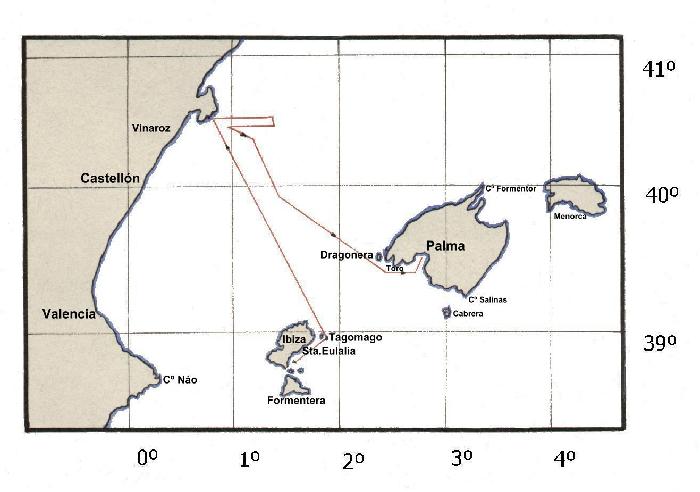 41º
Vinaroz
Castellón
40º
Cº Formentor
Menorca
Palma
Dragonera
Toro
Cº Salinas
Cabrera
Valencia
39º
Ibiza
Tagomago
Sta.Eulalia
Cº Náo
Formentera
0º
1º
2º
3º
4º